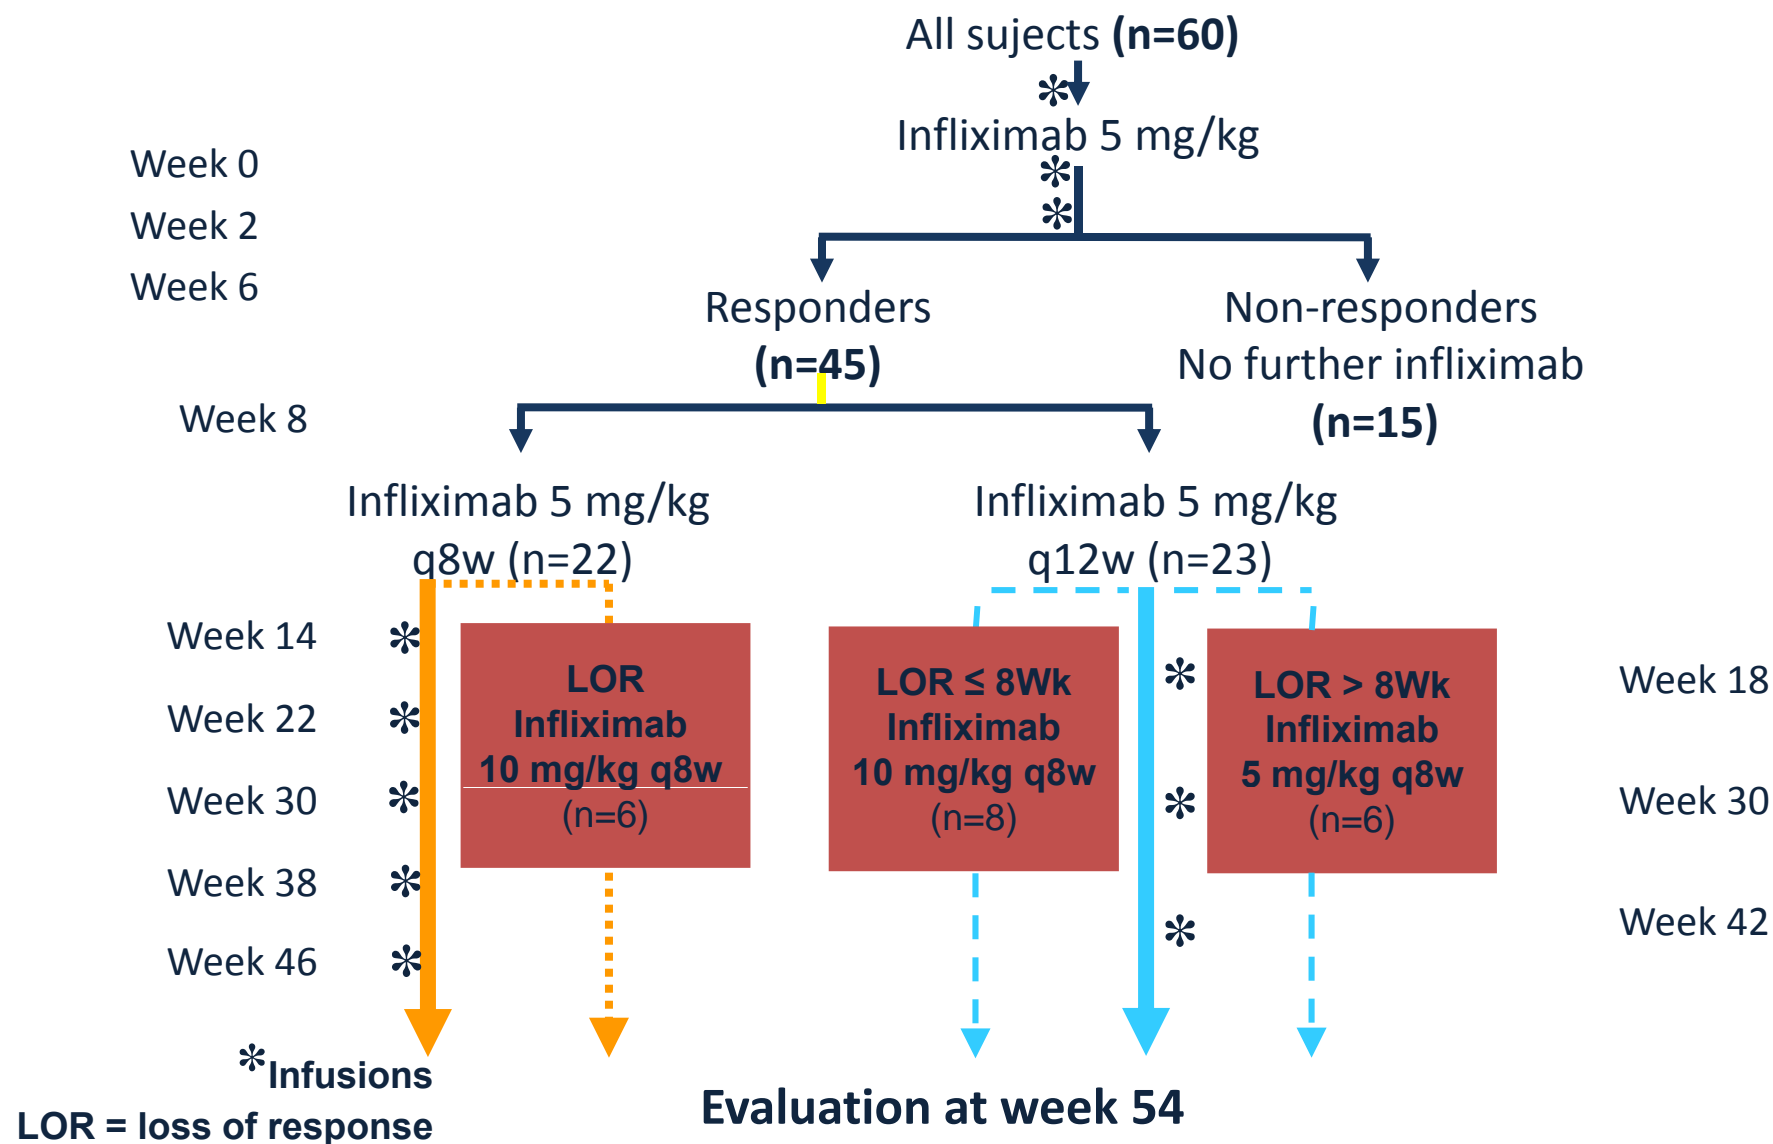 All sujects (n=60)
Infliximab 5 mg/kg
Week 0
Week 2
Week 6
Responders
(n=45)
Non-responders
No further infliximab
(n=15)
Week 8
Infliximab 5 mg/kg
q8w (n=22)
Infliximab 5 mg/kg
q12w (n=23)
Week 14
Week 22
Week 30
Week 38
Week 46
LOR
Infliximab
10 mg/kg q8w
(n=6)
LOR ≤ 8Wk
Infliximab
10 mg/kg q8w
(n=8)
LOR > 8Wk
Infliximab
5 mg/kg q8w
(n=6)
Week 18
Week 30
Week 42
*Infusions
LOR = loss of response
Evaluation at week 54